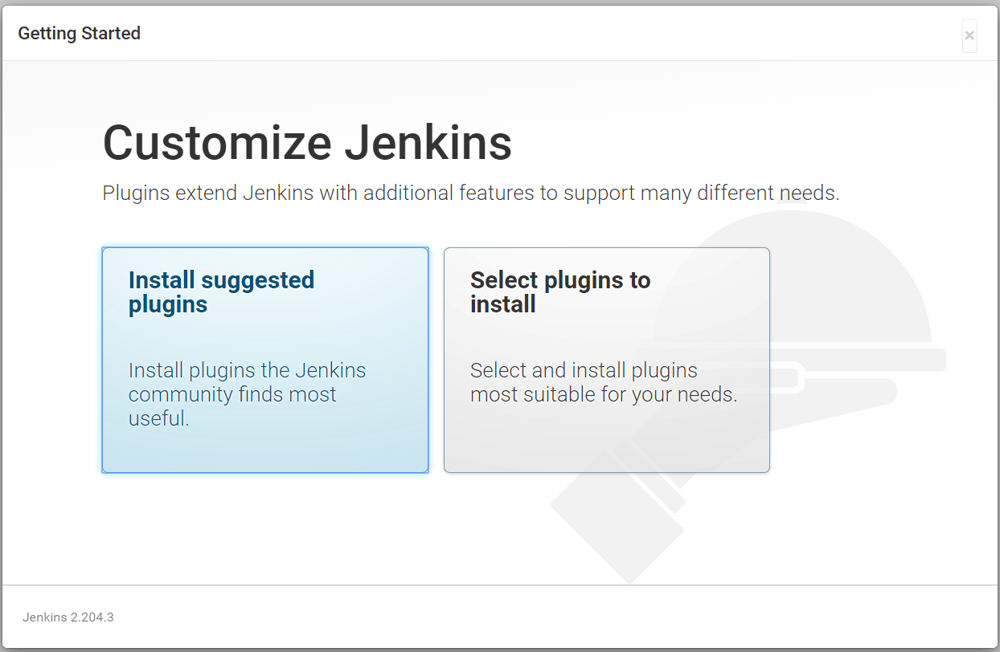 Getting Started
×
Customize Jenkins
Plugins extend Jenkins with additional features to support many different needs.
Install suggested
plugins
Install plugins the Jenkins
community finds most
useful.
Select plugins to
install
Select and install plugins
most suitable for your needs.
Jenkins 2.204.3